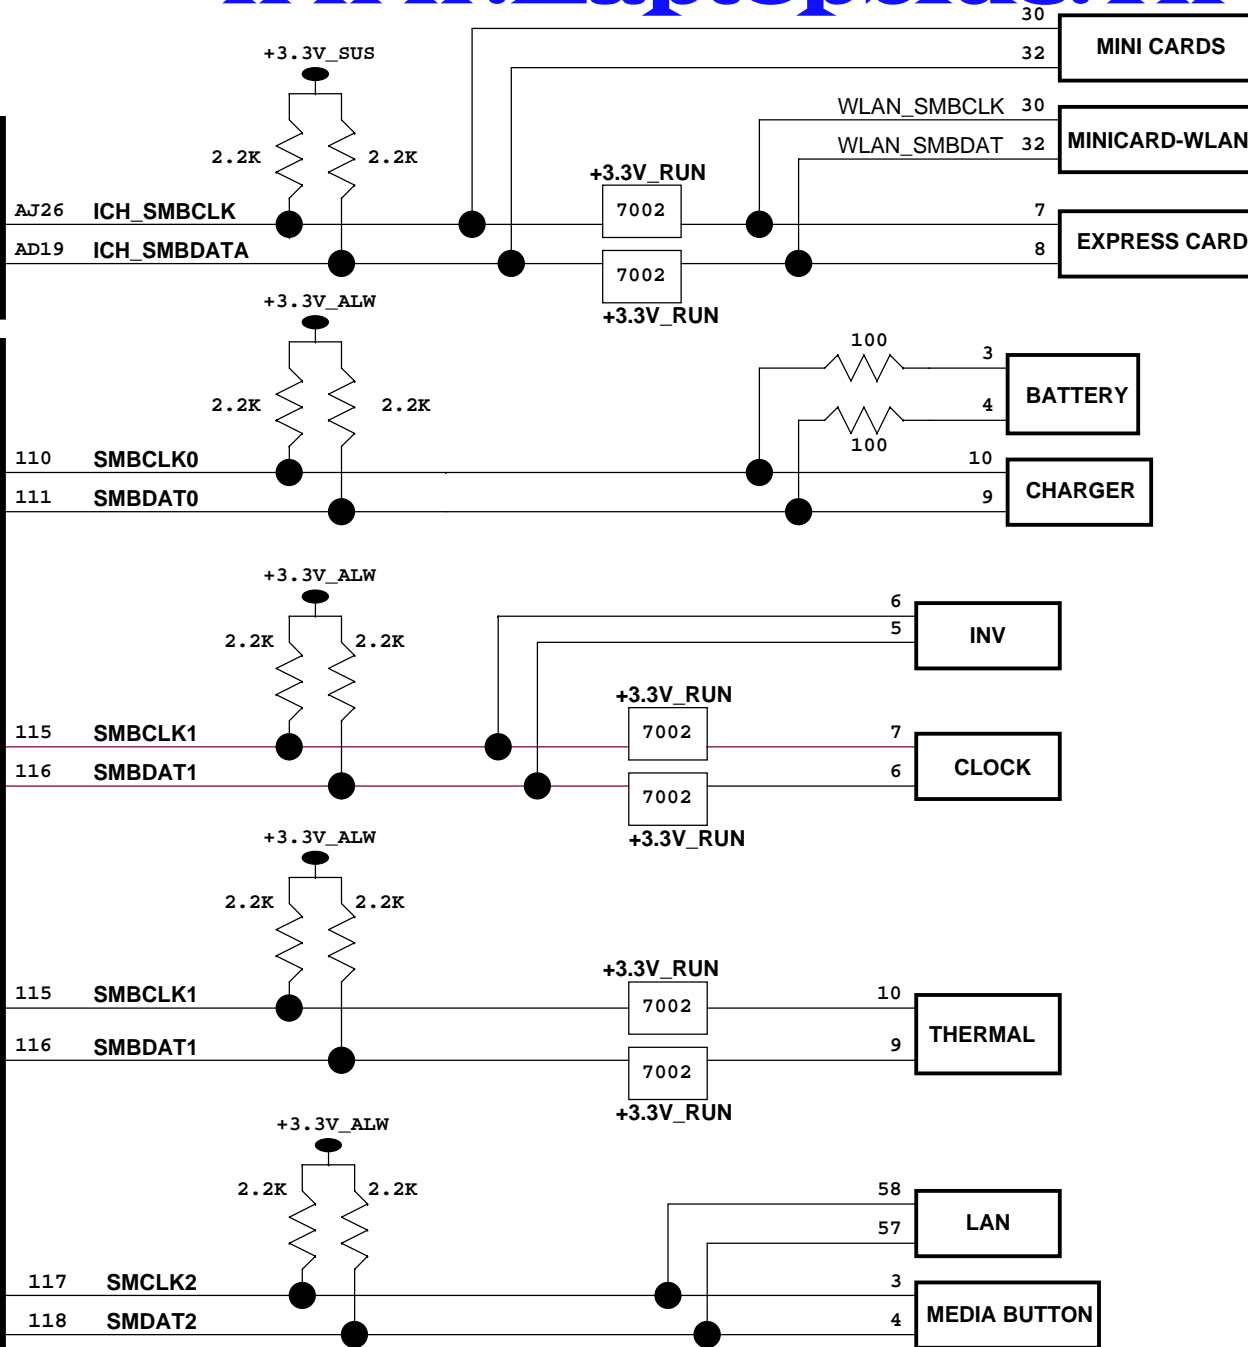 30
MINI CARDS
+3.3V_SUS
32
WLAN_SMBCLK 30
MINICARD-WLAN
2.2K 2.2K
WLAN_SMBDAT 32
+3.3V_RUN
AJ26 ICH_SMBCLK
7002
7
EXPRESS CARD
AD19 ICH_SMBDATA
8
7002
+3.3V_ALW
+3.3V_RUN
100
3
BATTERY
2.2K 2.2K
4
100
110 SMBCLK0
10
CHARGER
111 SMBDAT0
9
+3.3V_ALW
6
5
INV
2.2K 2.2K
+3.3V_RUN
115 SMBCLK1
7002
7
CLOCK
116 SMBDAT1
6
7002
+3.3V_ALW
+3.3V_RUN
2.2K 2.2K
+3.3V_RUN
115 SMBCLK1
7002
10
THERMAL
116 SMBDAT1
9
7002
+3.3V_RUN
+3.3V_ALW
2.2K 2.2K
58
LAN
57
117 SMCLK2
3
MEDIA BUTTON
118 SMDAT2
4